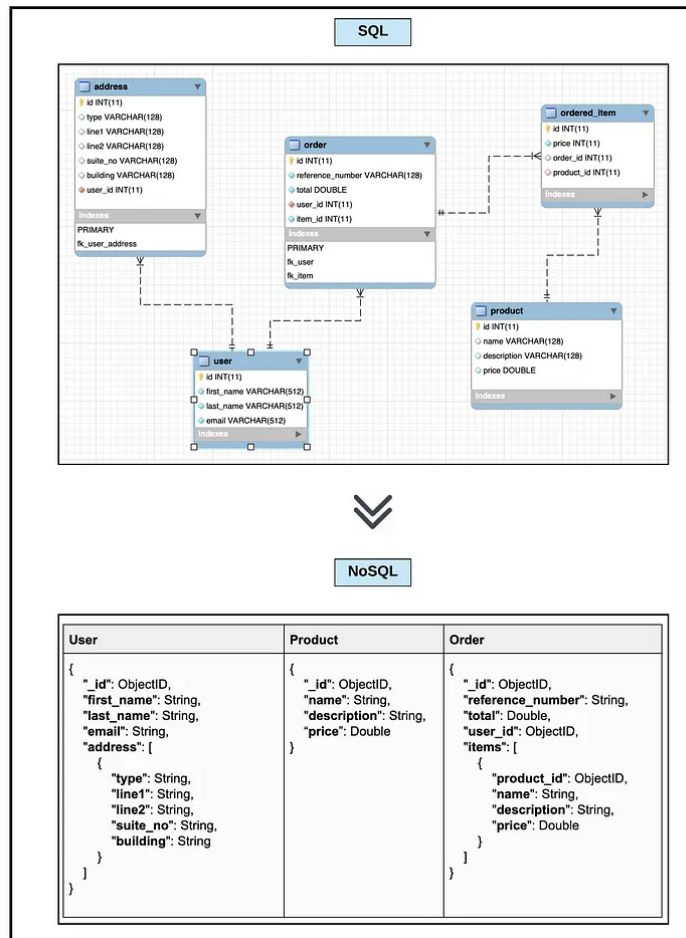 SQL
address
id INT(11)
type VARCHAR(128)
line1 VARCHAR(128)
line2 VARCHAR(128)
suite_no VARCHAR(128)
building VARCHAR(128)
user_id INT(11)
Indexes
PRIMARY
fk_user_address
order
id INT(11)
reference_number VARCHAR(128)
total DOUBLE
user_id INT(11)
item_id INT(11)
Indexes
PRIMARY
fk_user
fk_item
ordered_item
id INT(11)
price INT(11)
order_id INT(11)
product_id INT(11)
Indexes
product
id INT(11)
name VARCHAR(128)
description VARCHAR(128)
price DOUBLE
Indexes
user
id INT(11)
first_name VARCHAR(512)
last_name VARCHAR(512)
email VARCHAR(512)
Indexes
NoSQL
User
{
"_id": ObjectID,
"first_name": String,
"last_name": String,
"email": String,
"address": [
{
"type": String,
"line1": String,
"line2": String,
"suite_no": String,
"building": String
}
]
}
Product
{
"_id": ObjectID,
"name": String,
"description": String,
"price": Double
}
Order
{
"_id": ObjectID,
"reference_number": String,
"total": Double,
"user_id": ObjectID,
"items": [
{
"product_id": ObjectID,
"name": String,
"description": String,
"price": Double
}
]
}